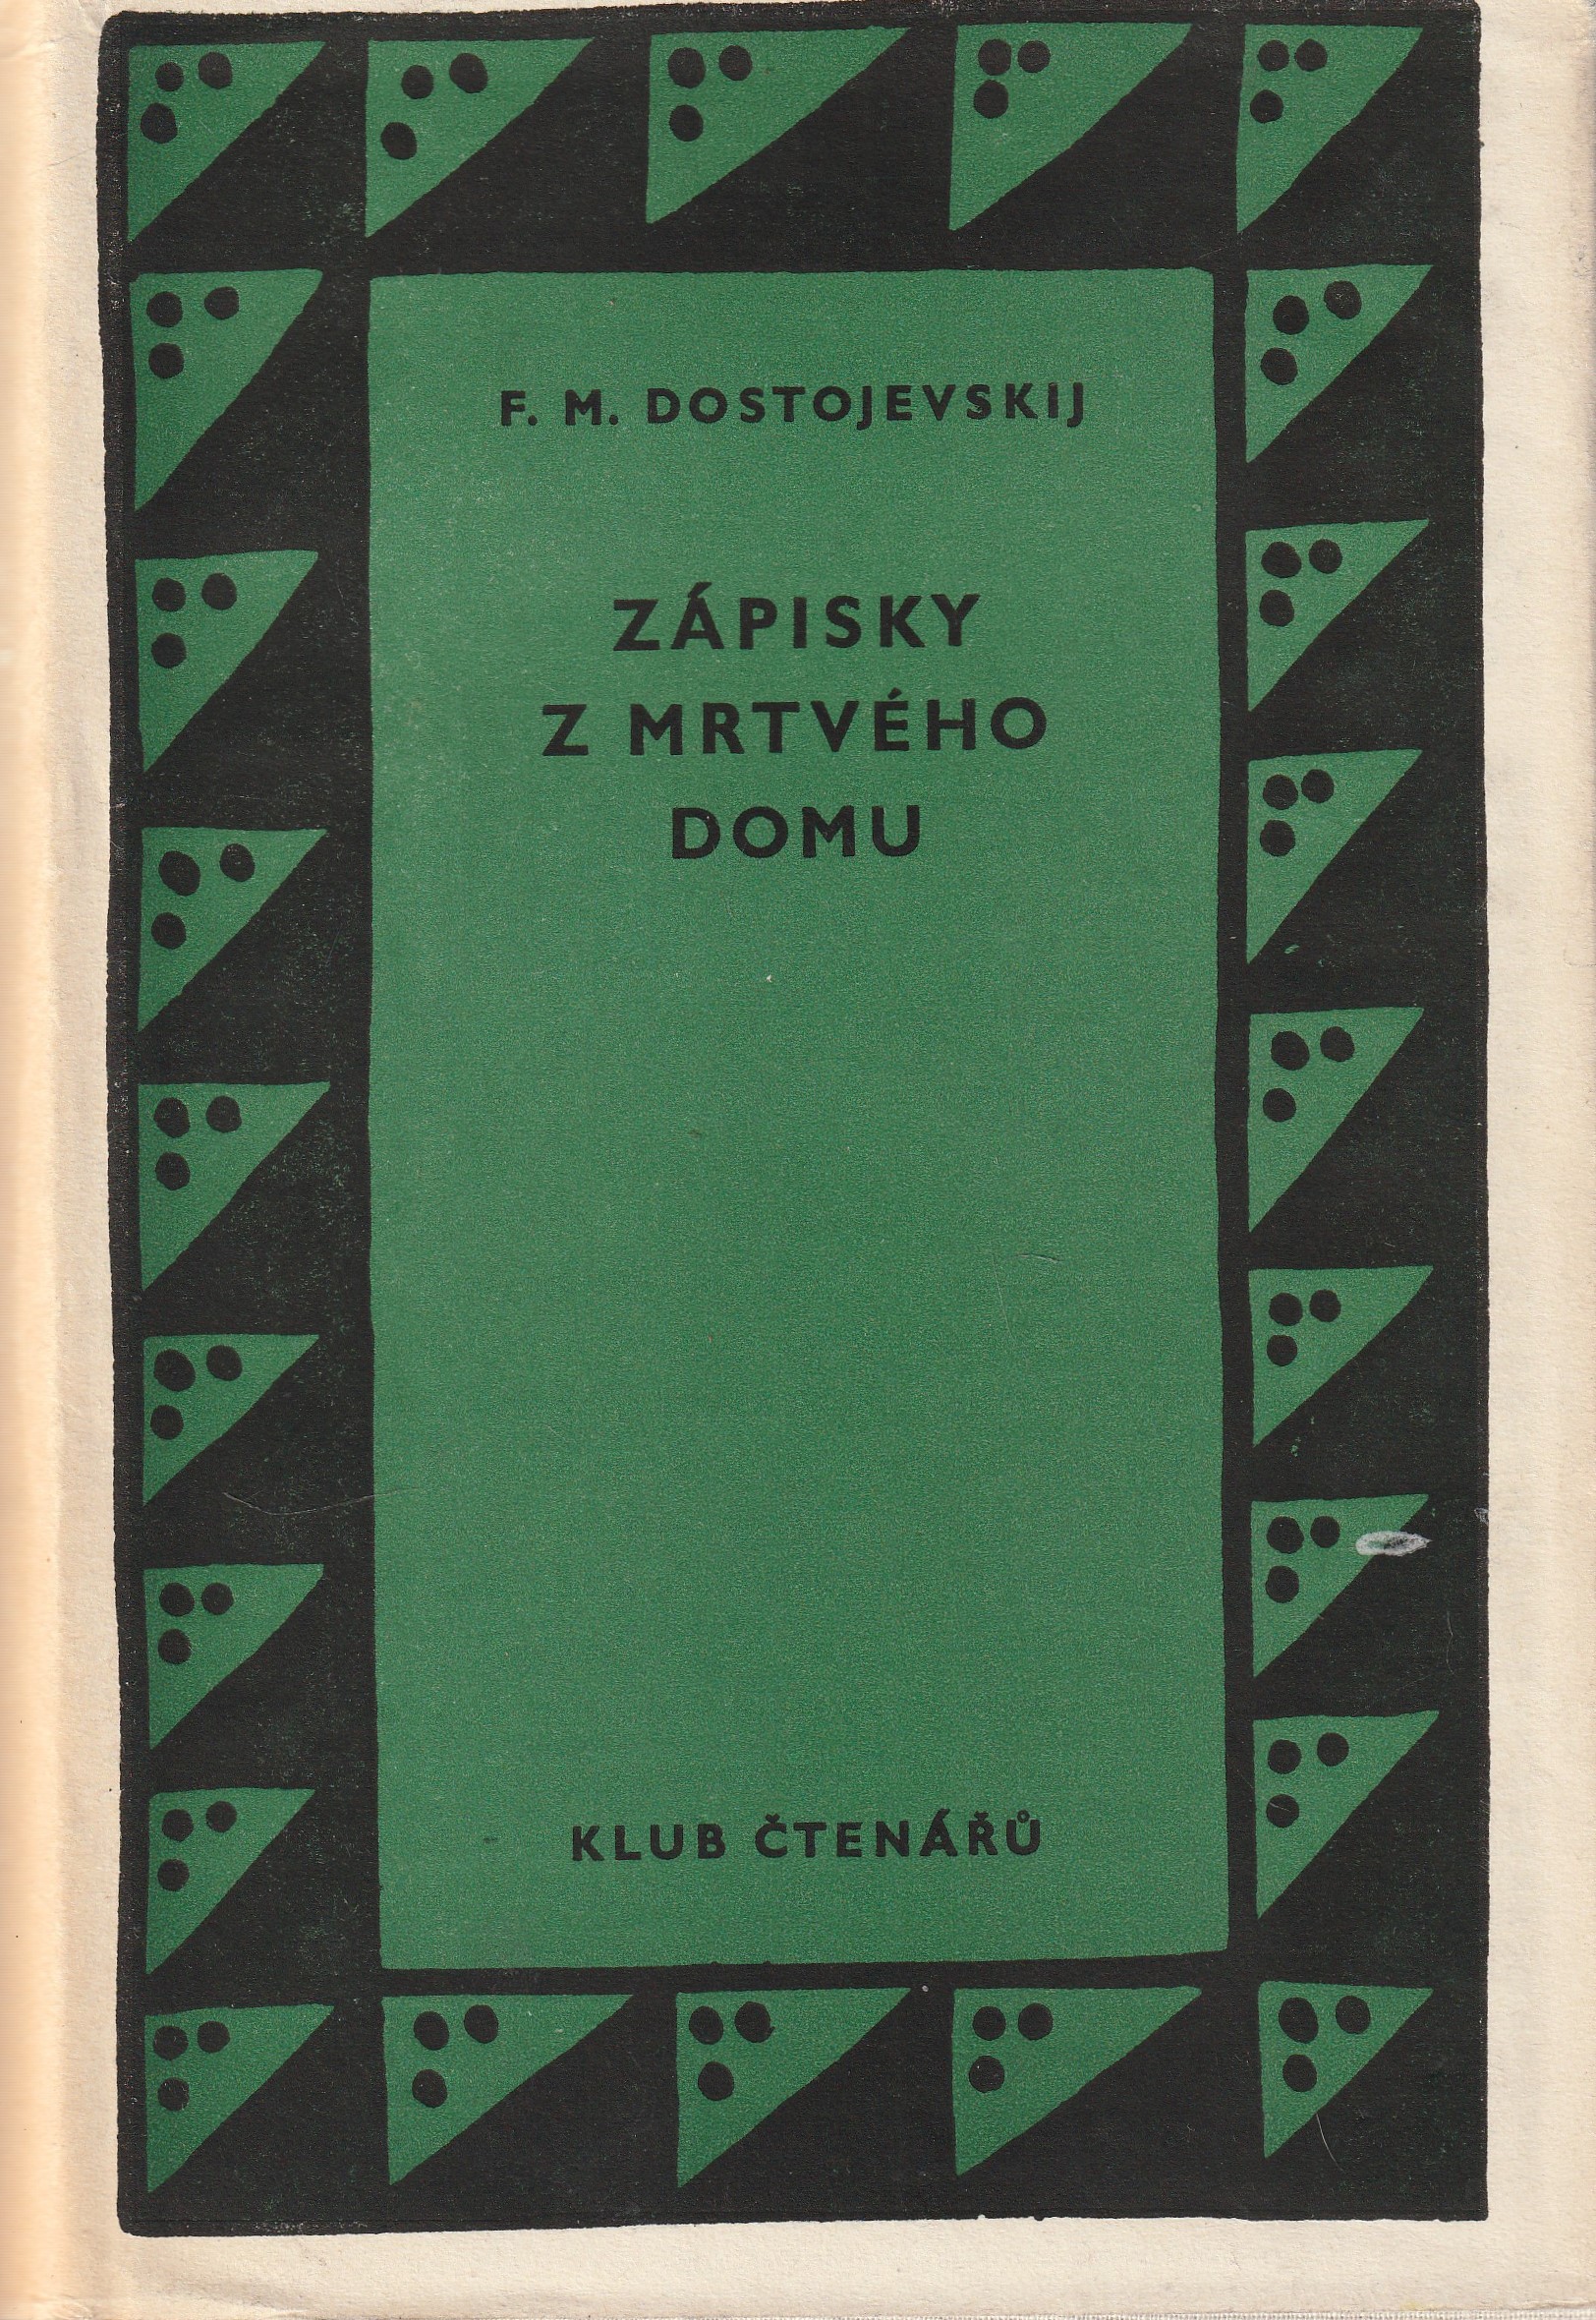 F. M. DOSTOJEVSKIJ
ZÁPISKY
Z MRTVÉHO
DOMU
KLUB ČTENÁŘŮ